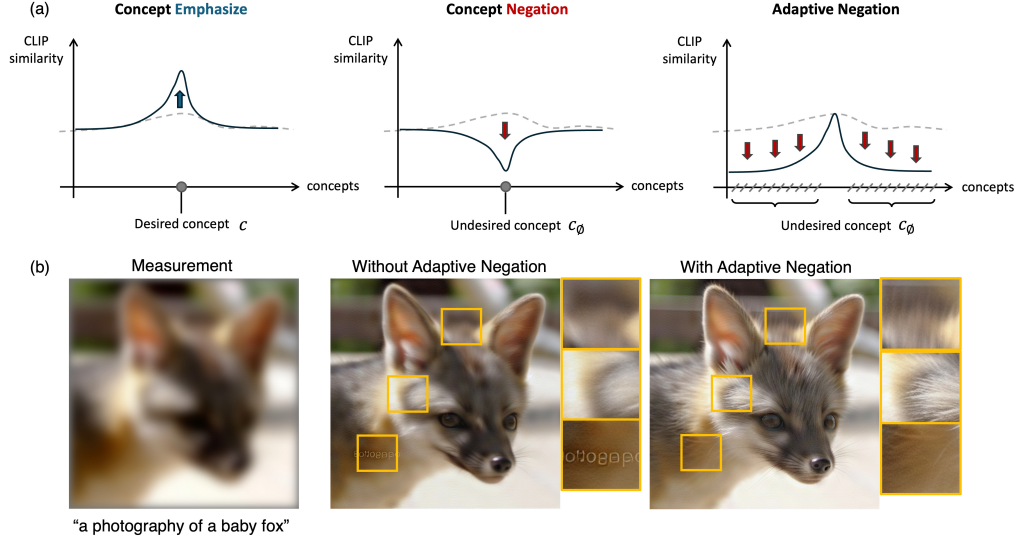 (a)
Concept Emphasize
Concept Negation
Adaptive Negation
CLIP
similarity
CLIP
similarity
CLIP
similarity
concepts
concepts
concepts
Desired concept c
Undesired concept c∅
Undesired concept c∅
(b)
Measurement
Without Adaptive Negation
With Adaptive Negation
"a photography of a baby fox"